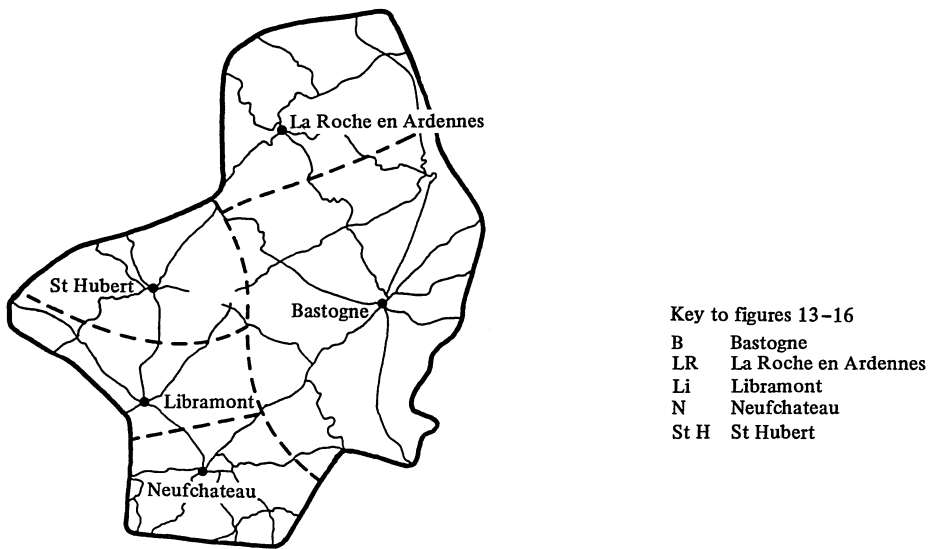 La Roche en Ardennes
St Hubert
Bastogne
Libramont
Neufchateau
Key to figures 13–16
B Bastogne
LR La Roche en Ardennes
Li Libramont
N Neufchateau
St H St Hubert